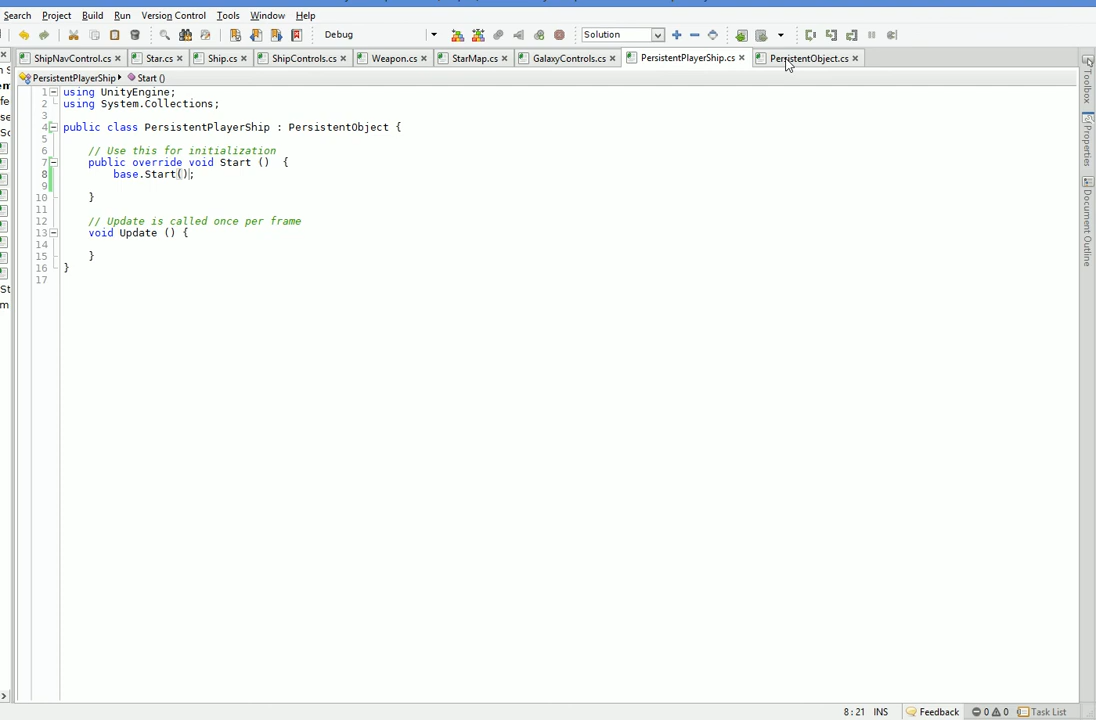 Search Project Build Run Version Control Tools Window Help
Debug Solution
ShipNavControl.cs Star.cs Ship.cs ShipControls.cs Weapon.cs StarMap.cs GalaxyControls.cs PersistentPlayerShip.cs PersistentObject.cs
PersistentPlayerShip Start ()
1 using UnityEngine;
2 using System.Collections;
3
4 public class PersistentPlayerShip : PersistentObject {
5
6 // Use this for initialization
7 public override void Start () {
8 base.Start();
9
10 }
11
12 // Update is called once per frame
13 void Update () {
14
15 }
16 }
17
Toolbox
Properties
Document Outline
8:21 INS Feedback 0 0 Task List